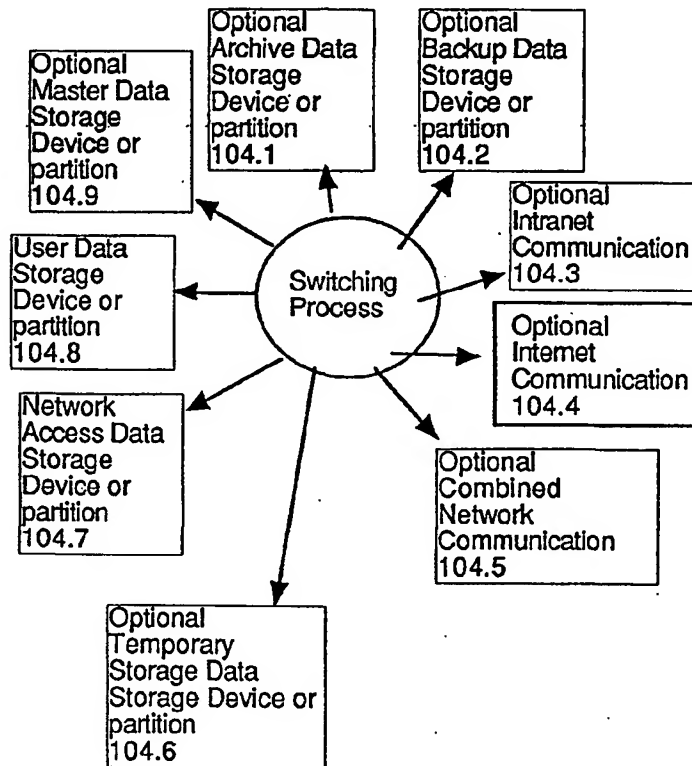 Optional
Master Data
Storage
Device or
partition
104.9
Optional
Archive Data
Storage
Device or
partition
104.1
Optional
Backup Data
Storage
Device or
partition
104.2
Optional
Intranet
Communication
104.3
Optional
Internet
Communication
104.4
Optional
Combined
Network
Communication
104.5
Optional
Temporary
Storage Data
Storage Device or
partition
104.6
Network
Access Data
Storage
Device or
partition
104.7
User Data
Storage
Device or
partition
104.8
Switching
Process